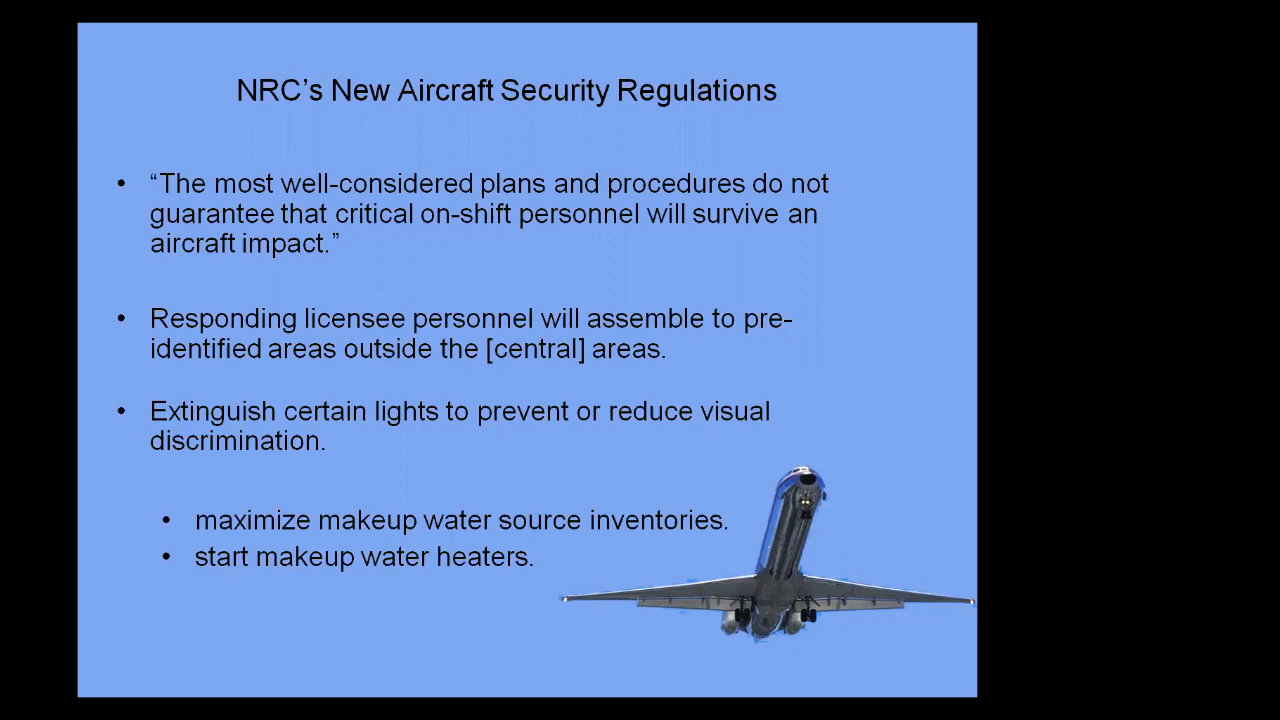 NRC’s New Aircraft Security Regulations
• “The most well-considered plans and procedures do not
guarantee that critical on-shift personnel will survive an
aircraft impact.”
• Responding licensee personnel will assemble to pre-
identified areas outside the [central] areas.
• Extinguish certain lights to prevent or reduce visual
discrimination.
• maximize makeup water source inventories.
• start makeup water heaters.